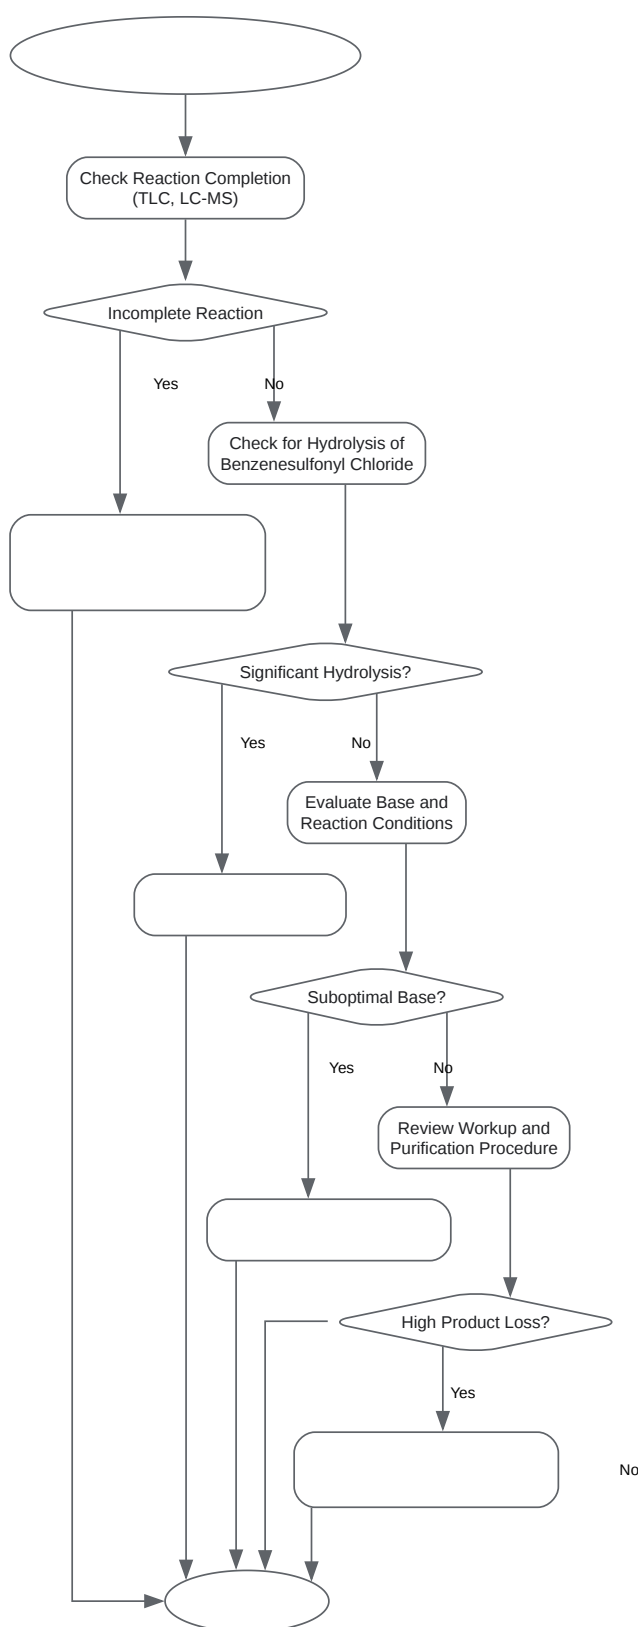 Check Reaction Completion
(TLC, LC-MS)
Incomplete Reaction
Yes
No
Check for Hydrolysis of
Benzenesulfonyl Chloride
Significant Hydrolysis?
Yes
No
Evaluate Base and
Reaction Conditions
Suboptimal Base?
Yes
No
Review Workup and
Purification Procedure
High Product Loss?
Yes
No